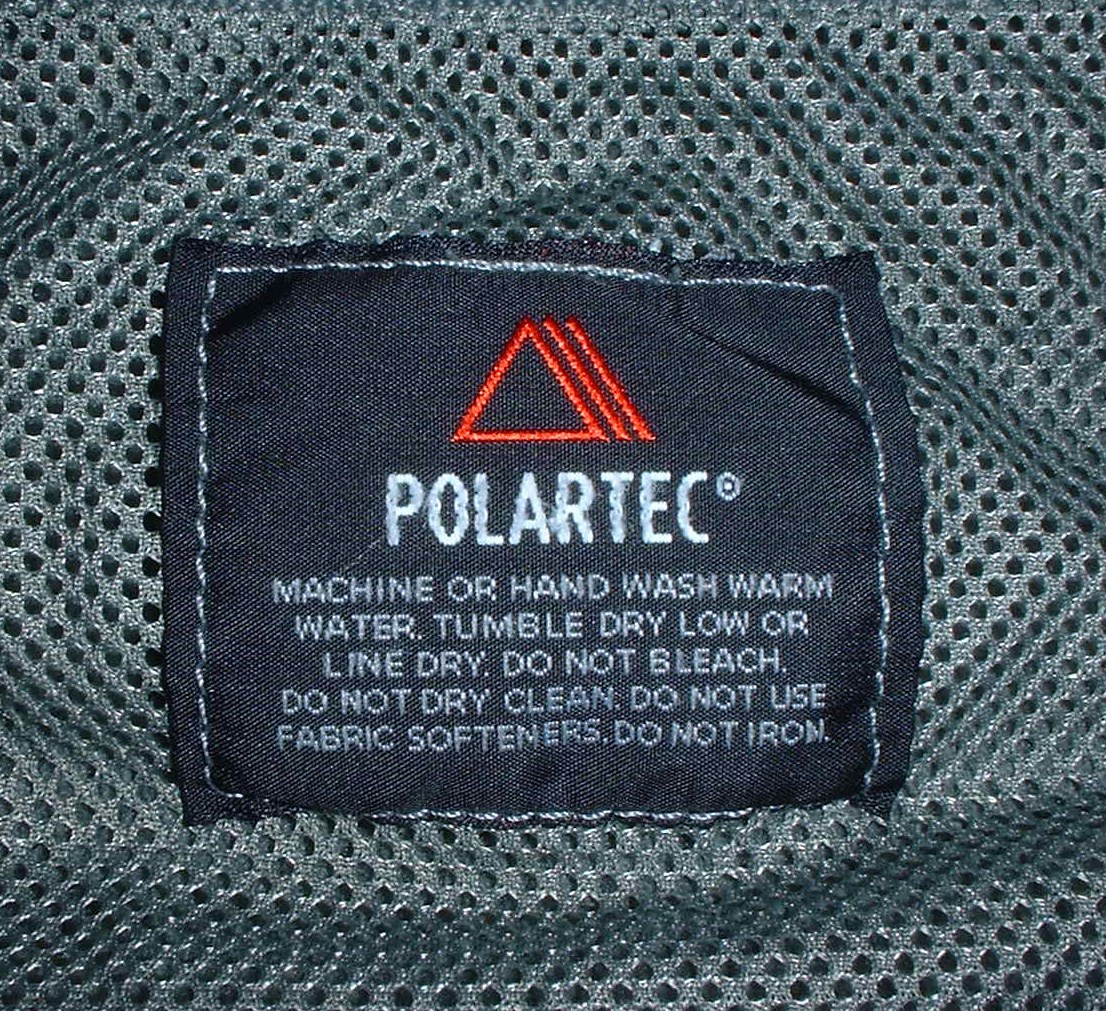 POLARTEC®
MACHINE OR HAND WASH WARM
WATER. TUMBLE DRY LOW OR
LINE DRY. DO NOT BLEACH.
DO NOT DRY CLEAN. DO NOT USE
FABRIC SOFTENERS. DO NOT IRON.